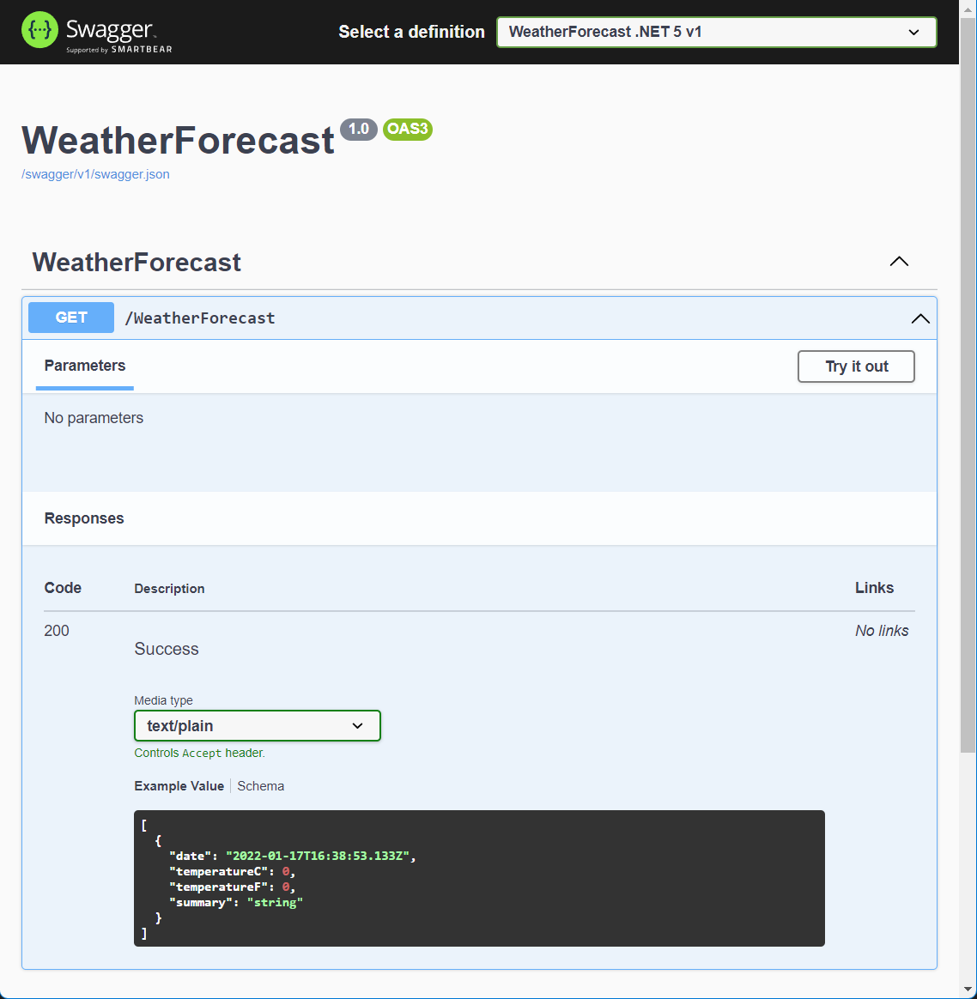 {···} Swagger™
Supported by SMARTBEAR
Select a definition
WeatherForecast .NET 5 v1
WeatherForecast 1.0 OAS3
/swagger/v1/swagger.json
WeatherForecast
GET /WeatherForecast
Parameters
Try it out
No parameters
Responses
Code Description Links
200 No links
Success
Media type
text/plain
Controls Accept header.
Example Value Schema
[
  {
    "date": "2022-01-17T16:38:53.133Z",
    "temperatureC": 0,
    "temperatureF": 0,
    "summary": "string"
  }
]